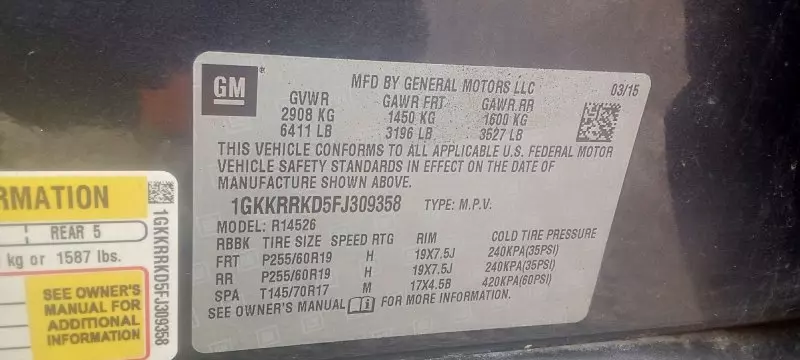 GM
MFD BY GENERAL MOTORS LLC 03/15
GVWR GAWR FRT GAWR RR
2908 KG 1450 KG 1600 KG
6411 LB 3196 LB 3527 LB
THIS VEHICLE CONFORMS TO ALL APPLICABLE U.S. FEDERAL MOTOR
VEHICLE SAFETY STANDARDS IN EFFECT ON THE DATE OF
MANUFACTURE SHOWN ABOVE.
1GKKRRKD5FJ309358 TYPE: M.P.V.
MODEL: R14526
RBBK TIRE SIZE SPEED RTG RIM COLD TIRE PRESSURE
FRT P255/60R19 H 19X7.5J 240KPA(35PSI)
RR P255/60R19 H 19X7.5J 240KPA(35PSI)
SPA T145/70R17 M 17X4.5B 420KPA(60PSI)
SEE OWNER'S MANUAL FOR MORE INFORMATION.
RMATION
REAR 5
kg or 1587 lbs.
SEE OWNER'S
MANUAL FOR
ADDITIONAL
INFORMATION
1GKKRRKD5FJ309358